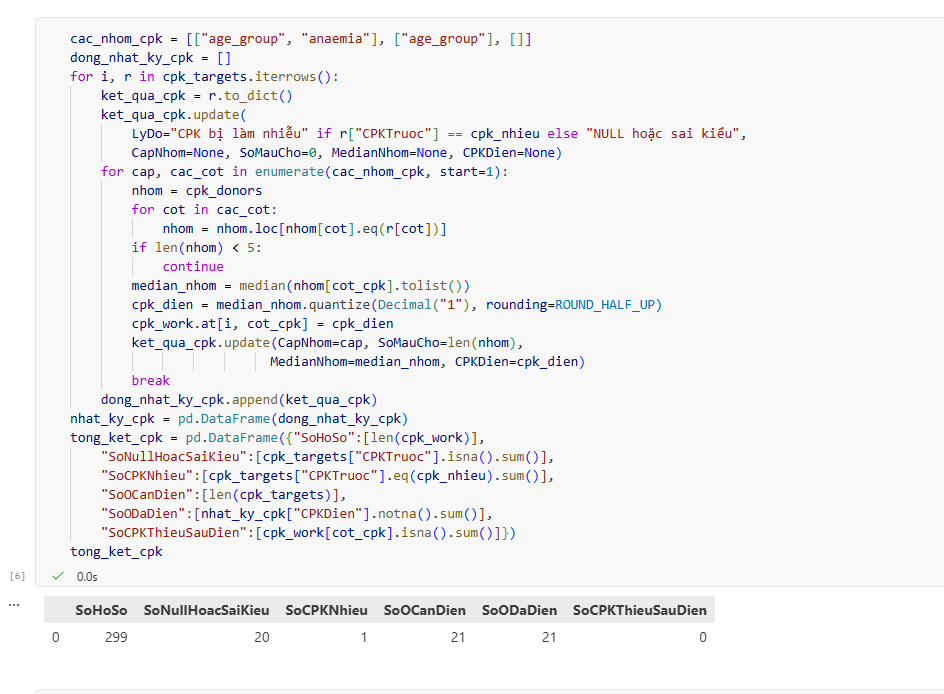 cac_nhom_cpk = [["age_group", "anaemia"], ["age_group"], []]
dong_nhat_ky_cpk = []
for i, r in cpk_targets.iterrows():
    ket_qua_cpk = r.to_dict()
    ket_qua_cpk.update(
        LyDo="CPK bị làm nhiễu" if r["CPKTruoc"] == cpk_nhieu else "NULL hoặc sai kiểu",
        CapNhom=None, SoMauCho=0, MedianNhom=None, CPKDien=None)
    for cap, cac_cot in enumerate(cac_nhom_cpk, start=1):
        nhom = cpk_donors
        for cot in cac_cot:
            nhom = nhom.loc[nhom[cot].eq(r[cot])]
        if len(nhom) < 5:
            continue
        median_nhom = median(nhom[cot_cpk].tolist())
        cpk_dien = median_nhom.quantize(Decimal("1"), rounding=ROUND_HALF_UP)
        cpk_work.at[i, cot_cpk] = cpk_dien
        ket_qua_cpk.update(CapNhom=cap, SoMauCho=len(nhom),
                          MedianNhom=median_nhom, CPKDien=cpk_dien)
        break
    dong_nhat_ky_cpk.append(ket_qua_cpk)
nhat_ky_cpk = pd.DataFrame(dong_nhat_ky_cpk)
tong_ket_cpk = pd.DataFrame({"SoHoSo":[len(cpk_work)],
    "SoNullHoacSaiKieu":[cpk_targets["CPKTruoc"].isna().sum()],
    "SoCPKNhieu":[cpk_targets["CPKTruoc"].eq(cpk_nhieu).sum()],
    "SoOCanDien":[len(cpk_targets)],
    "SoODaDien":[nhat_ky_cpk["CPKDien"].notna().sum()],
    "SoCPKThieuSauDien":[cpk_work[cot_cpk].isna().sum()]})
tong_ket_cpk
[6] 0.0s
...
SoHoSo SoNullHoacSaiKieu SoCPKNhieu SoOCanDien SoODaDien SoCPKThieuSauDien
0 299 20 1 21 21 0